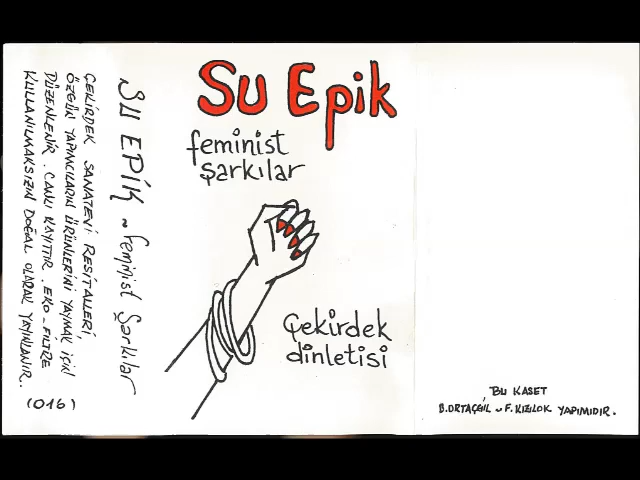 SU EPİK ~ feminist Şarkılar
ÇEKİRDEK SANATEVİ RESİTALLERİ,
ÖZGÜN YAPIMCILARIN ÜRÜNLERİNİ YAYMAK İÇİN
DÜZENLENİR. CANLI KAYITTIR. EKO-FİLTRE
KULLANILMAKSIZIN DOĞAL OLARAK YAYINLANIR.
(016)
Su Epik
feminist
şarkılar
Çekirdek
dinletisi
BU KASET
B.ORTAÇGİL ~ F. KIZILOK YAPIMIDIR.